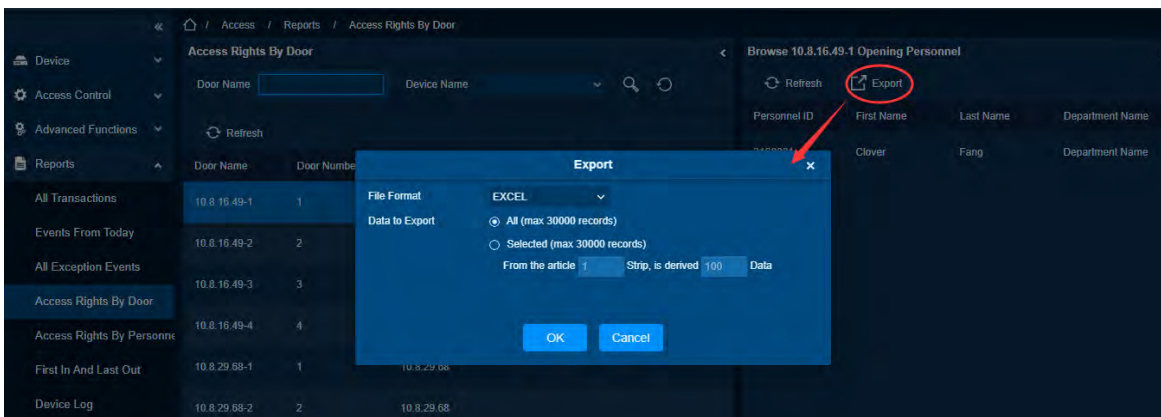 «
/ Access / Reports / Access Rights By Door
Device
Access Control
Advanced Functions
Reports
All Transactions
Events From Today
All Exception Events
Access Rights By Door
Access Rights By Personne
First In And Last Out
Device Log
Access Rights By Door
Door Name
Device Name
Refresh
Door Name Door Numbe
10.8.16.49-1 1
10.8.16.49-2 2
10.8.16.49-3 3
10.8.16.49-4 4
10.8.29.68-1 1 10.8.29.68
10.8.29.68-2 2 10.8.29.68
Browse 10.8.16.49-1 Opening Personnel
Refresh Export
Personnel ID First Name Last Name Department Name
Clover Fang Department Name
Export ×
File Format EXCEL
Data to Export All (max 30000 records)
Selected (max 30000 records)
From the article 1 Strip, is derived 100 Data
OK Cancel